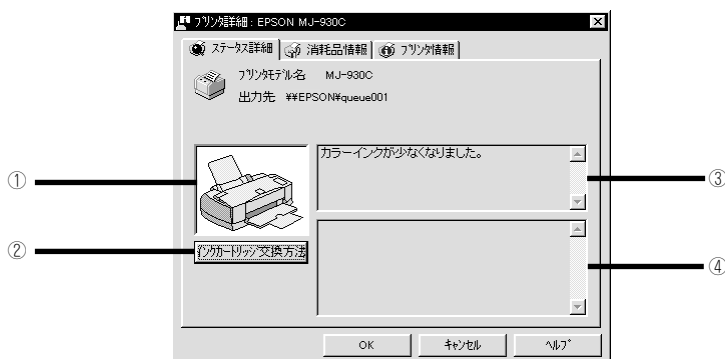 ﾌﾟﾘﾝﾀ詳細 : EPSON MJ-930C
ｽﾃｰﾀｽ詳細 消耗品情報 ﾌﾟﾘﾝﾀ情報
ﾌﾟﾘﾝﾀﾓﾃﾞﾙ名 MJ-930C
出力先 ¥¥EPSON¥queue001
カラーインクが少なくなりました。
①
③
②
ｲﾝｸｶｰﾄﾘｯｼﾞ交換方法
④
OK ｷｬﾝｾﾙ ﾍﾙﾌﾟ